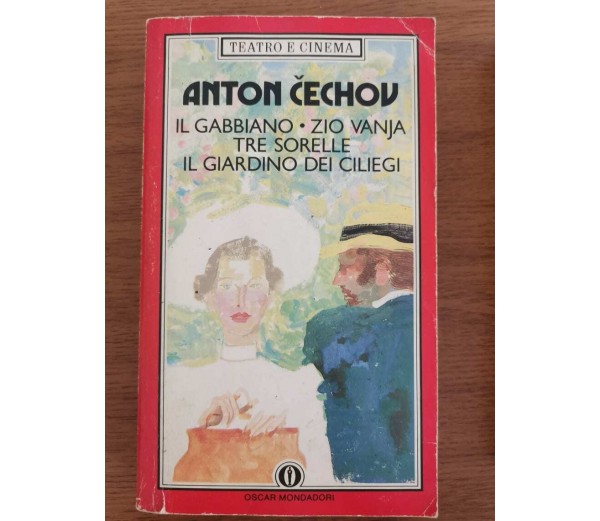 TEATRO E CINEMA
ANTON ČECHOV
IL GABBIANO • ZIO VANJA
TRE SORELLE
IL GIARDINO DEI CILIEGI
OSCAR MONDADORI